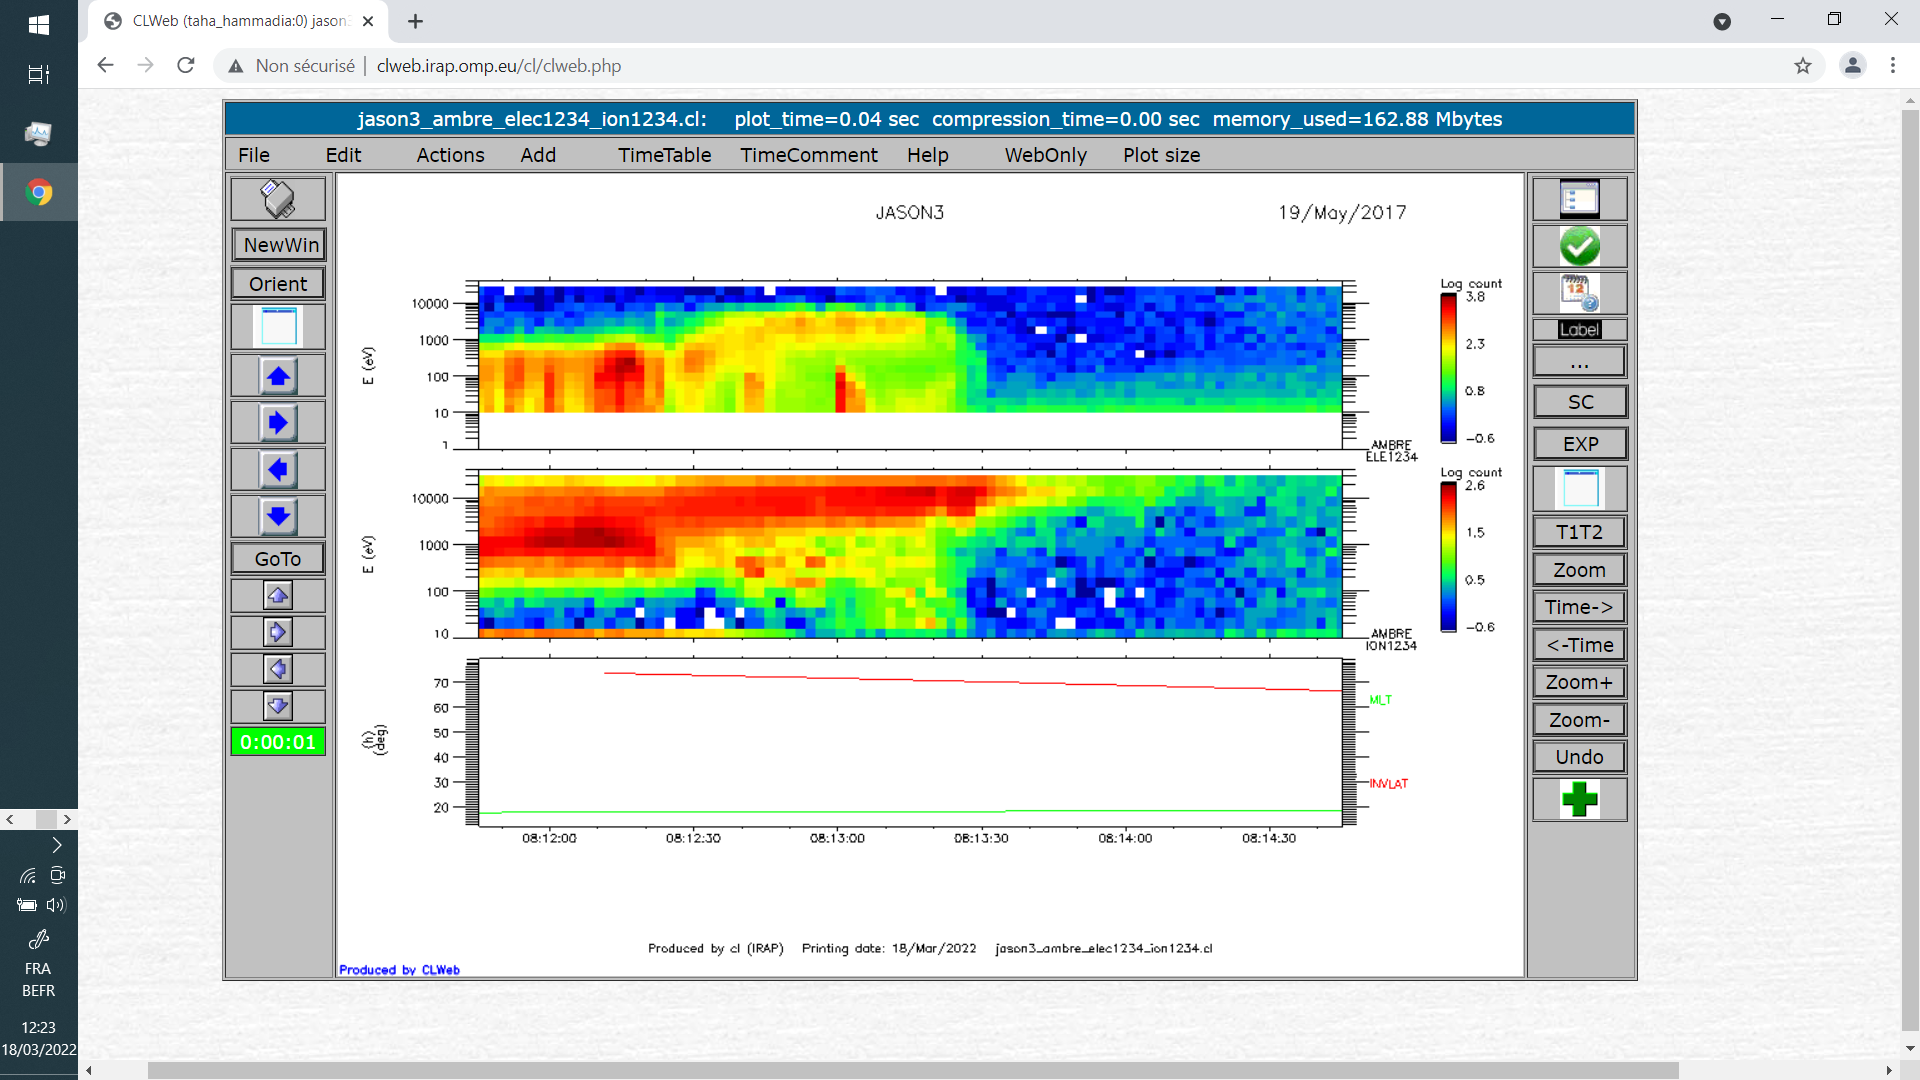 CLWeb (taha_hammadia:0) jason3
Non sécurisé | clweb.irap.omp.eu/cl/clweb.php
jason3_ambre_elec1234_ion1234.cl: plot_time=0.04 sec compression_time=0.00 sec memory_used=162.88 Mbytes
File Edit Actions Add TimeTable TimeComment Help WebOnly Plot size
NewWin
Orient
GoTo
0:00:01
JASON3 19/May/2017
E (eV)
10000
1000
100
10
1
Log count
3.8
2.3
0.8
-0.6
AMBRE
ELE1234
E (eV)
10000
1000
100
10
Log count
2.6
1.5
0.5
-0.6
AMBRE
ION1234
(h)
(deg)
70
60
50
40
30
20
MLT
INVLAT
08:12:00 08:12:30 08:13:00 08:13:30 08:14:00 08:14:30
Produced by cl (IRAP) Printing date: 18/Mar/2022 jason3_ambre_elec1234_ion1234.cl
Produced by CLWeb
12
Label
...
SC
EXP
T1T2
Zoom
Time->
<-Time
Zoom+
Zoom-
Undo
FRA
BEFR
12:23
18/03/2022